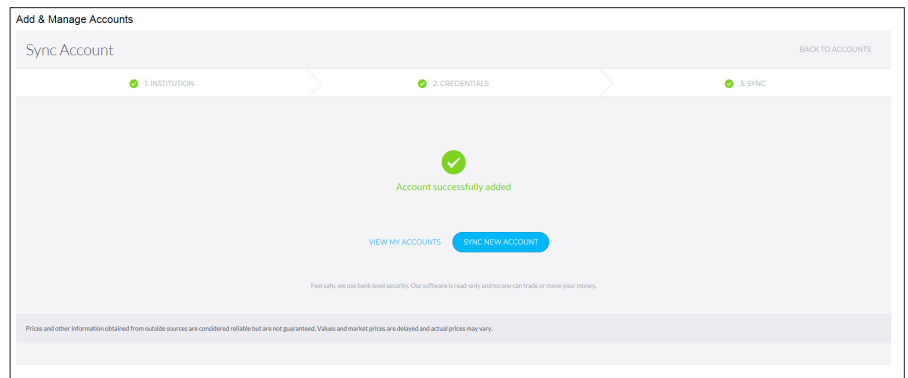 Add & Manage Accounts
Sync Account
BACK TO ACCOUNTS
1. INSTITUTION
2. CREDENTIALS
3. SYNC
Account successfully added
VIEW MY ACCOUNTS
SYNC NEW ACCOUNT
Feel safe, we use bank level security. Our software is read-only and no one can trade or move your money.
Prices and other information obtained from outside sources are considered reliable but are not guaranteed. Values and market prices are delayed and actual prices may vary.